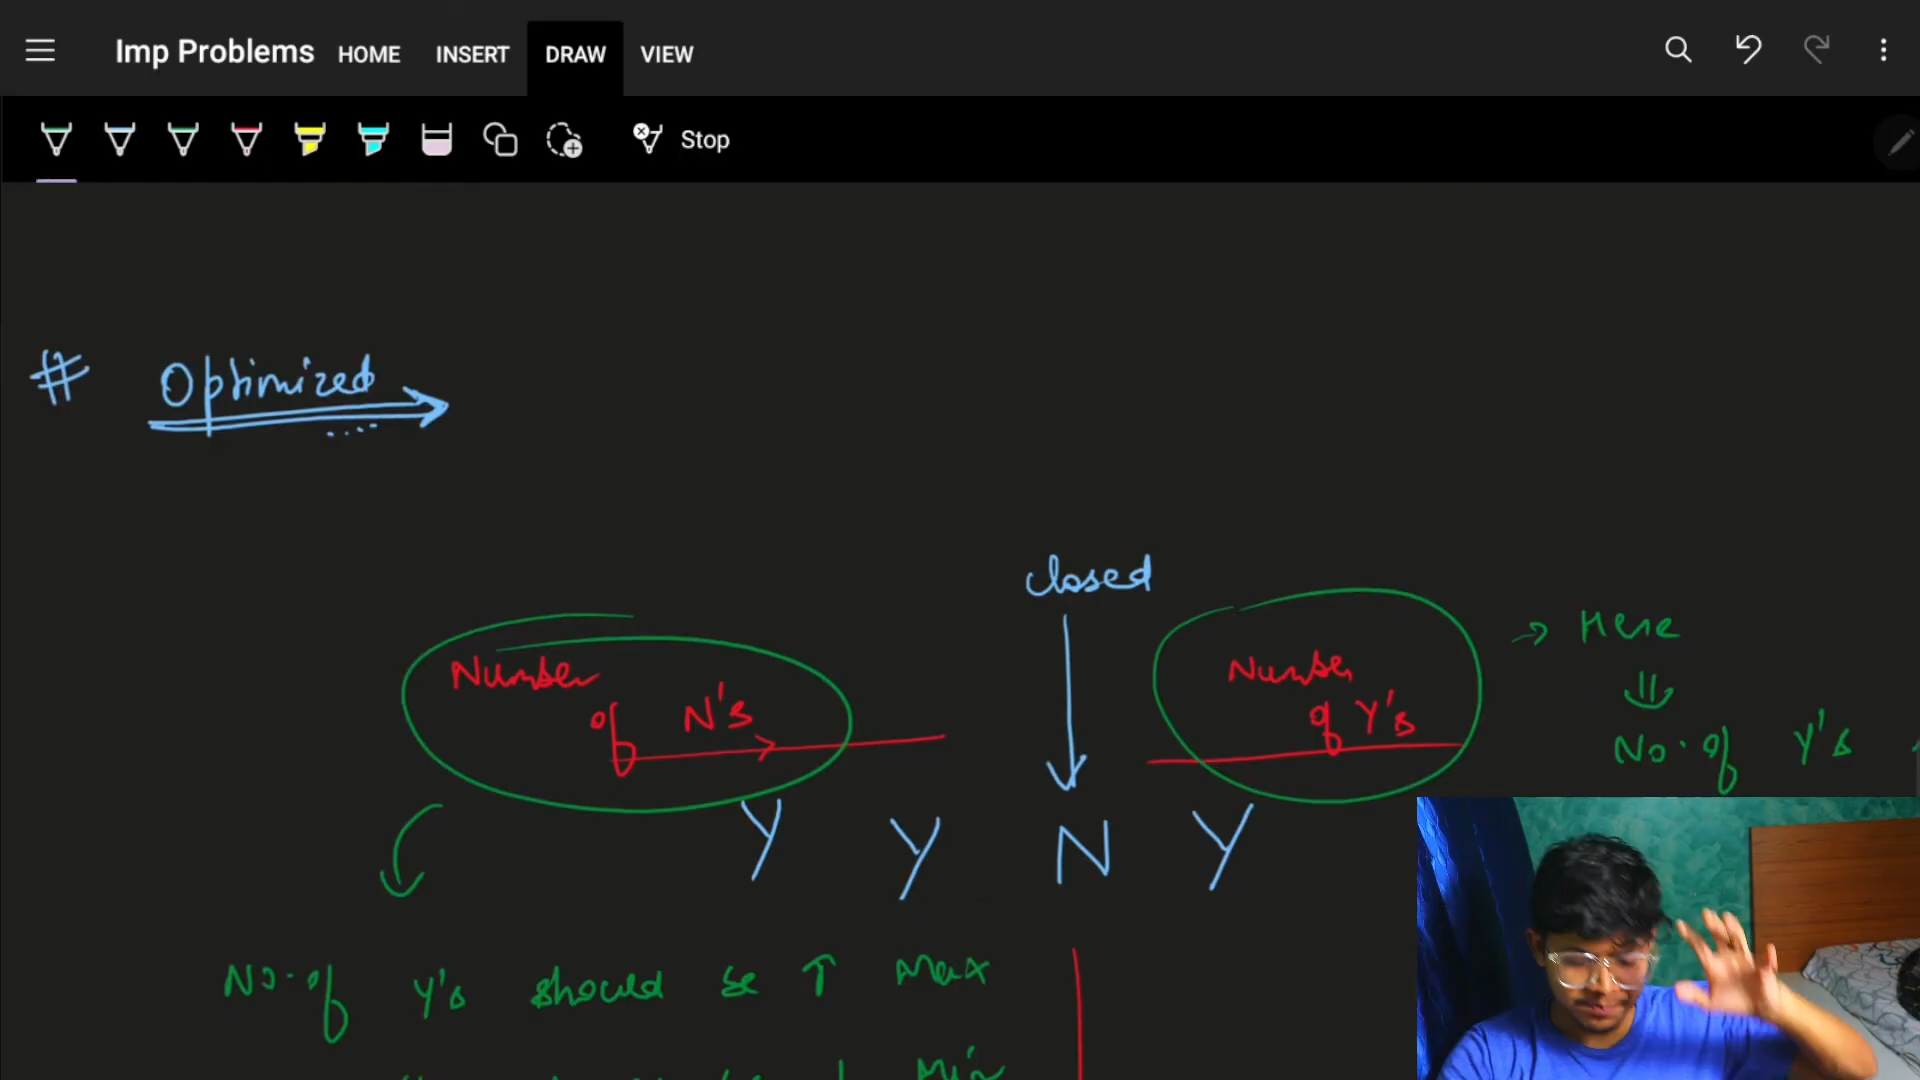 Imp Problems HOME INSERT DRAW VIEW
Stop
# Optimized
Closed
Number of N's
Number of Y's
→ Here
No. of Y's
Y Y N Y
No. of Y's should be ↑ Max
Min